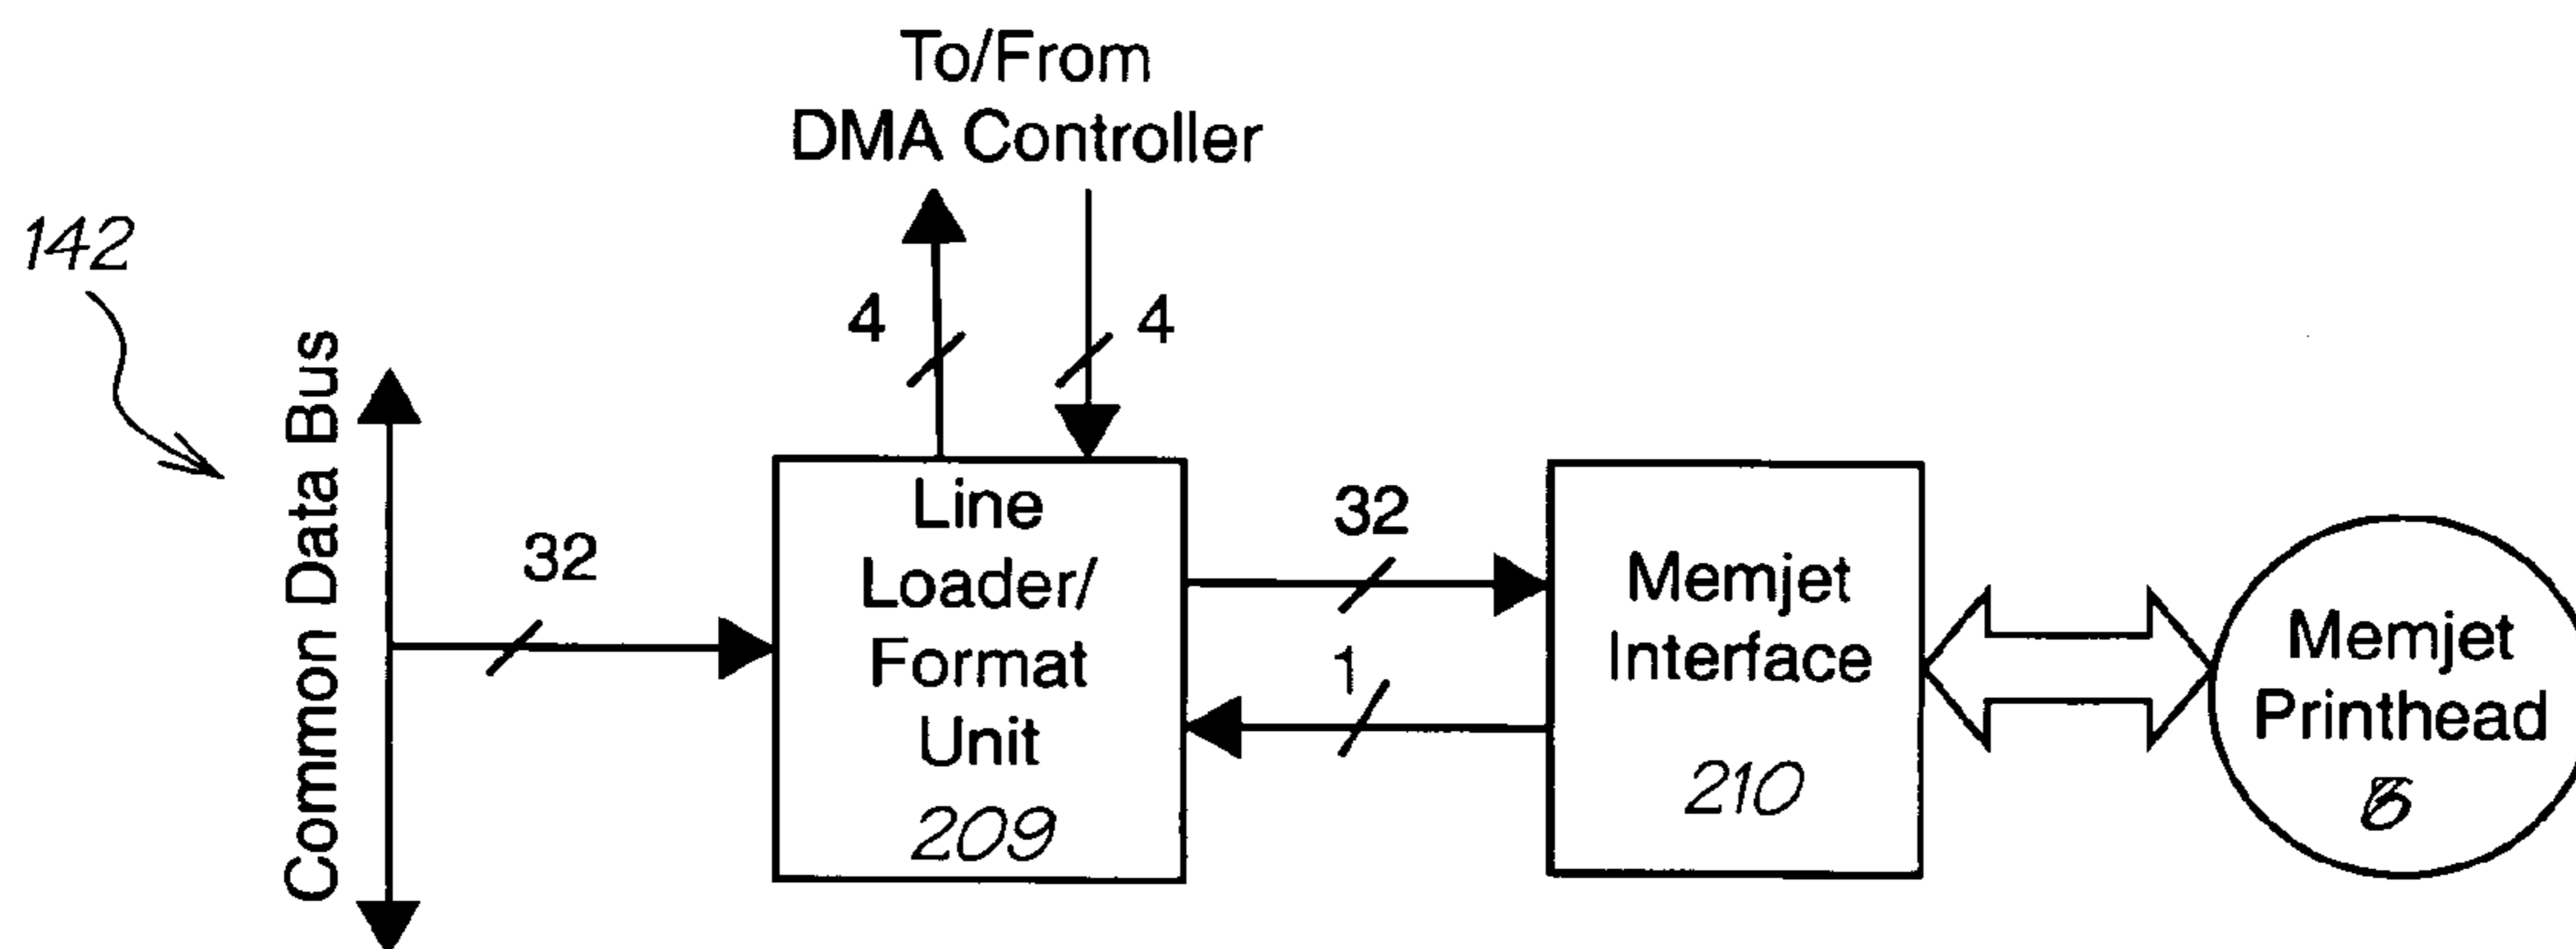 To/From
DMA Controller
142
4
4
Common Data Bus
32
Line
Loader/
Format
Unit
209
32
1
Memjet
Interface
210
Memjet
Printhead